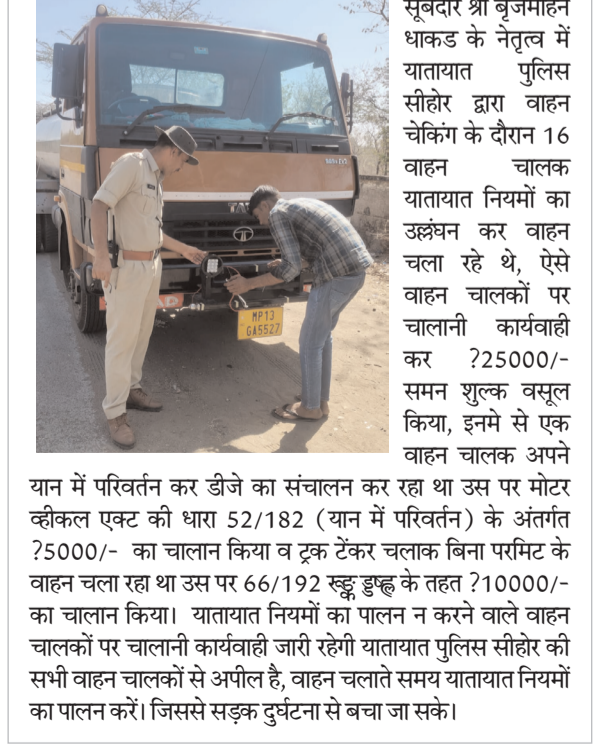 सूबेदार श्री बृजमोहन
धाकड के नेतृत्व में
यातायात पुलिस
सीहोर द्वारा वाहन
चेकिंग के दौरान 16
वाहन चालक
यातायात नियमों का
उल्लंघन कर वाहन
चला रहे थे, ऐसे
वाहन चालकों पर
चालानी कार्यवाही
कर ?25000/-
समन शुल्क वसूल
किया, इनमे से एक
वाहन चालक अपने
यान में परिवर्तन कर डीजे का संचालन कर रहा था उस पर मोटर
व्हीकल एक्ट की धारा 52/182 (यान में परिवर्तन) के अंतर्गत
?5000/- का चालान किया व ट्रक टेंकर चलाक बिना परमिट के
वाहन चला रहा था उस पर 66/192 के तहत ?10000/-
का चालान किया। यातायात नियमों का पालन न करने वाले वाहन
चालकों पर चालानी कार्यवाही जारी रहेगी यातायात पुलिस सीहोर की
सभी वाहन चालकों से अपील है, वाहन चलाते समय यातायात नियमों
का पालन करें। जिससे सड़क दुर्घटना से बचा जा सके।
MP13
GA5527